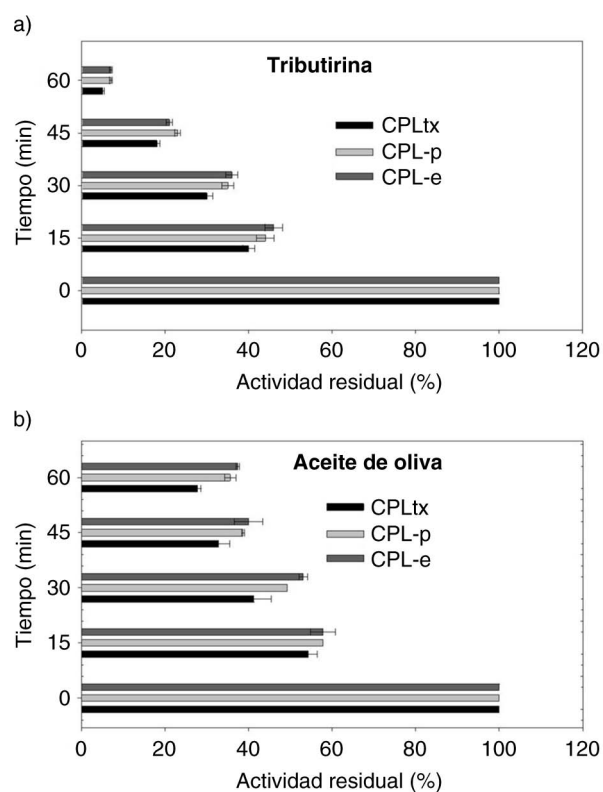 a)
Tributirina
60
45
30
15
0
Tiempo (min)
CPLtx
CPL-p
CPL-e
0 20 40 60 80 100 120
Actividad residual (%)
b)
Aceite de oliva
60
45
30
15
0
Tiempo (min)
CPLtx
CPL-p
CPL-e
0 20 40 60 80 100 120
Actividad residual (%)